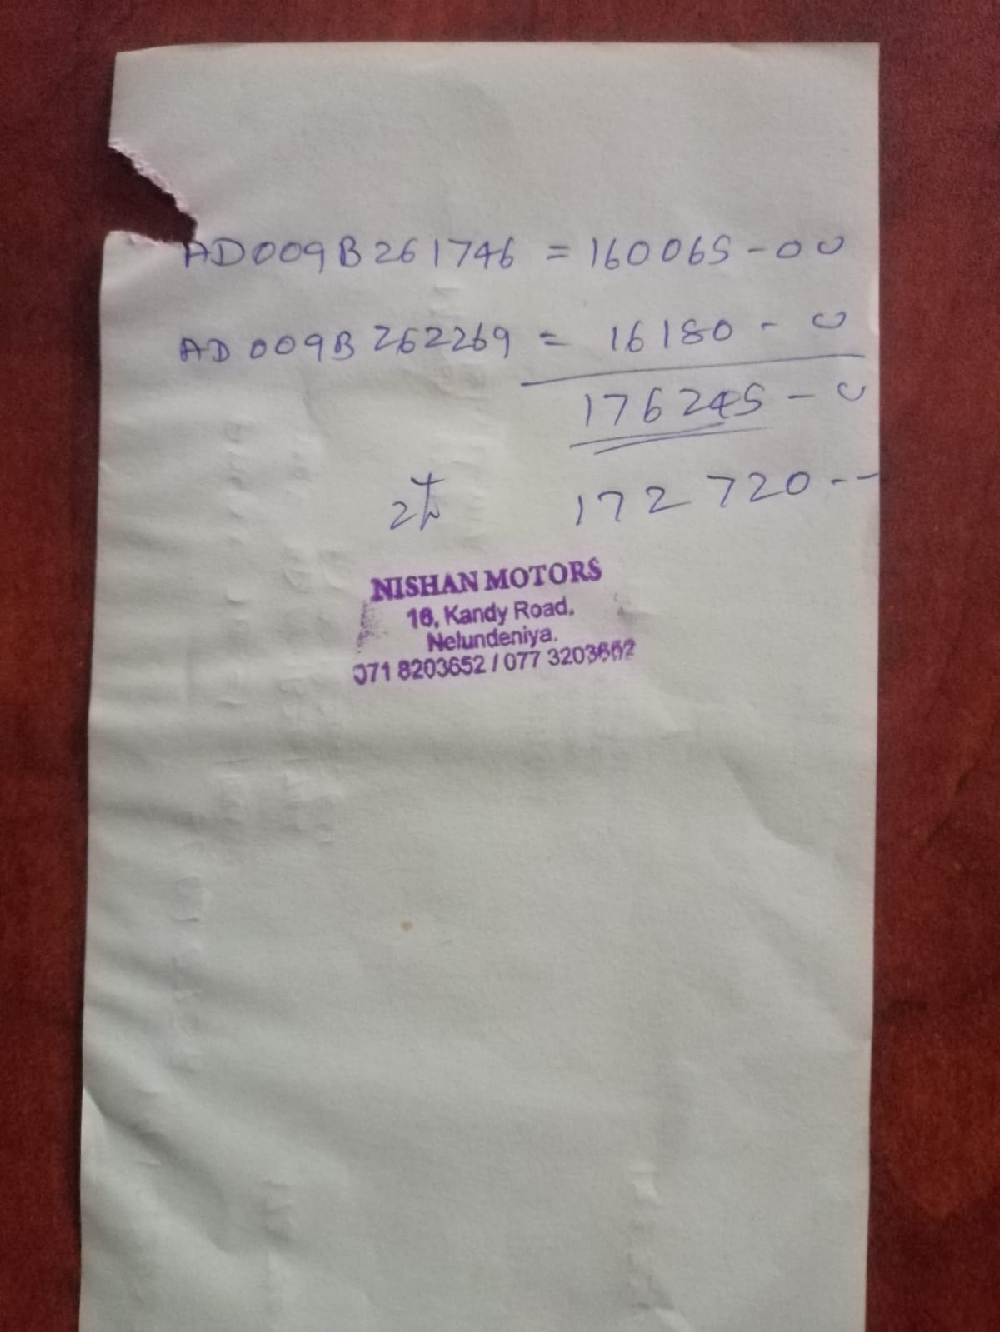 AD009B261746 = 160065-00
AD009B262269 = 16180-0
176245-0
2% 172720--
NISHAN MOTORS
16, Kandy Road,
Nelundeniya.
071 8203652 / 077 3203652